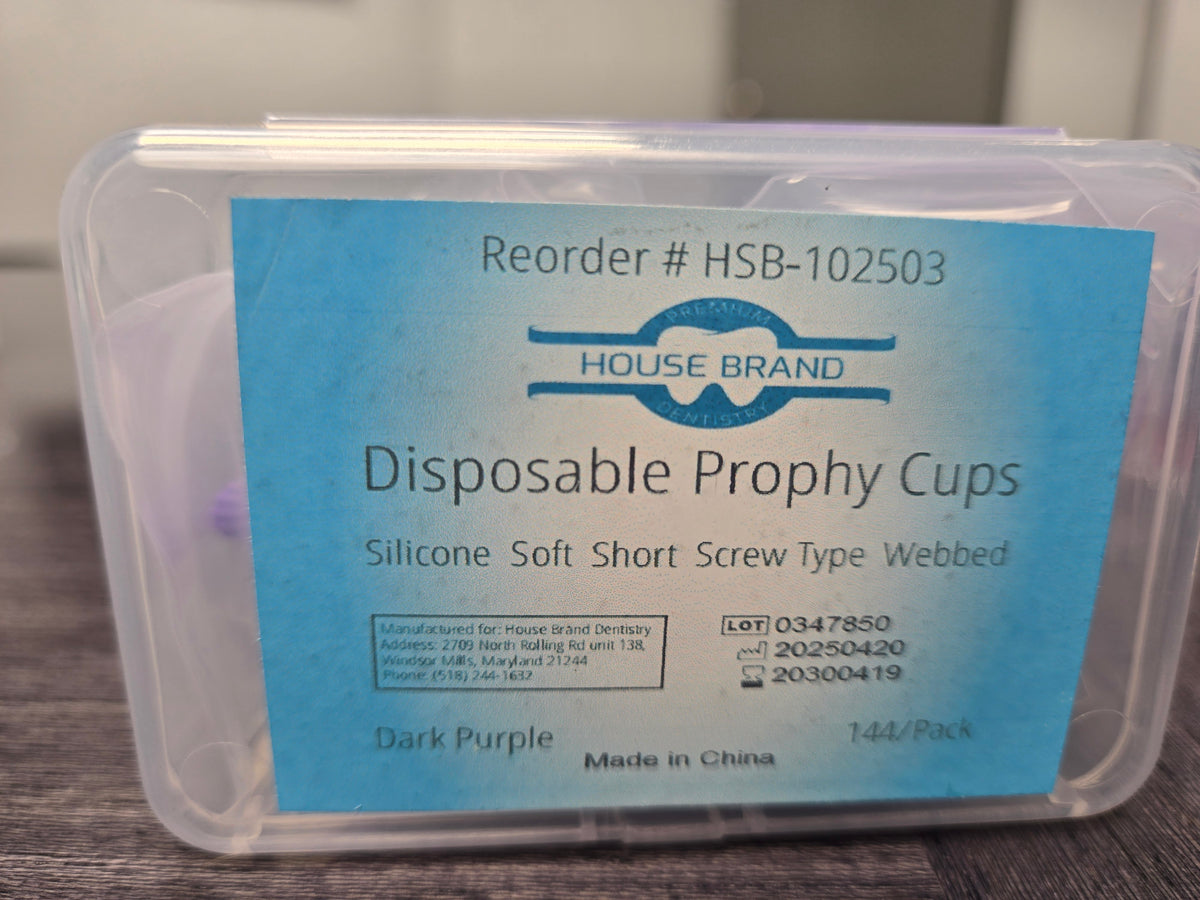 Reorder # HSB-102503
PREMIUM
HOUSE BRAND
DENTISTRY
Disposable Prophy Cups
Silicone Soft Short Screw Type Webbed
Manufactured for: House Brand Dentistry
Address: 2709 North Rolling Rd unit 138,
Windsor Mills, Maryland 21244
Phone: (518) 244-1632
LOT 0347850
20250420
20300419
Dark Purple
144/Pack
Made in China